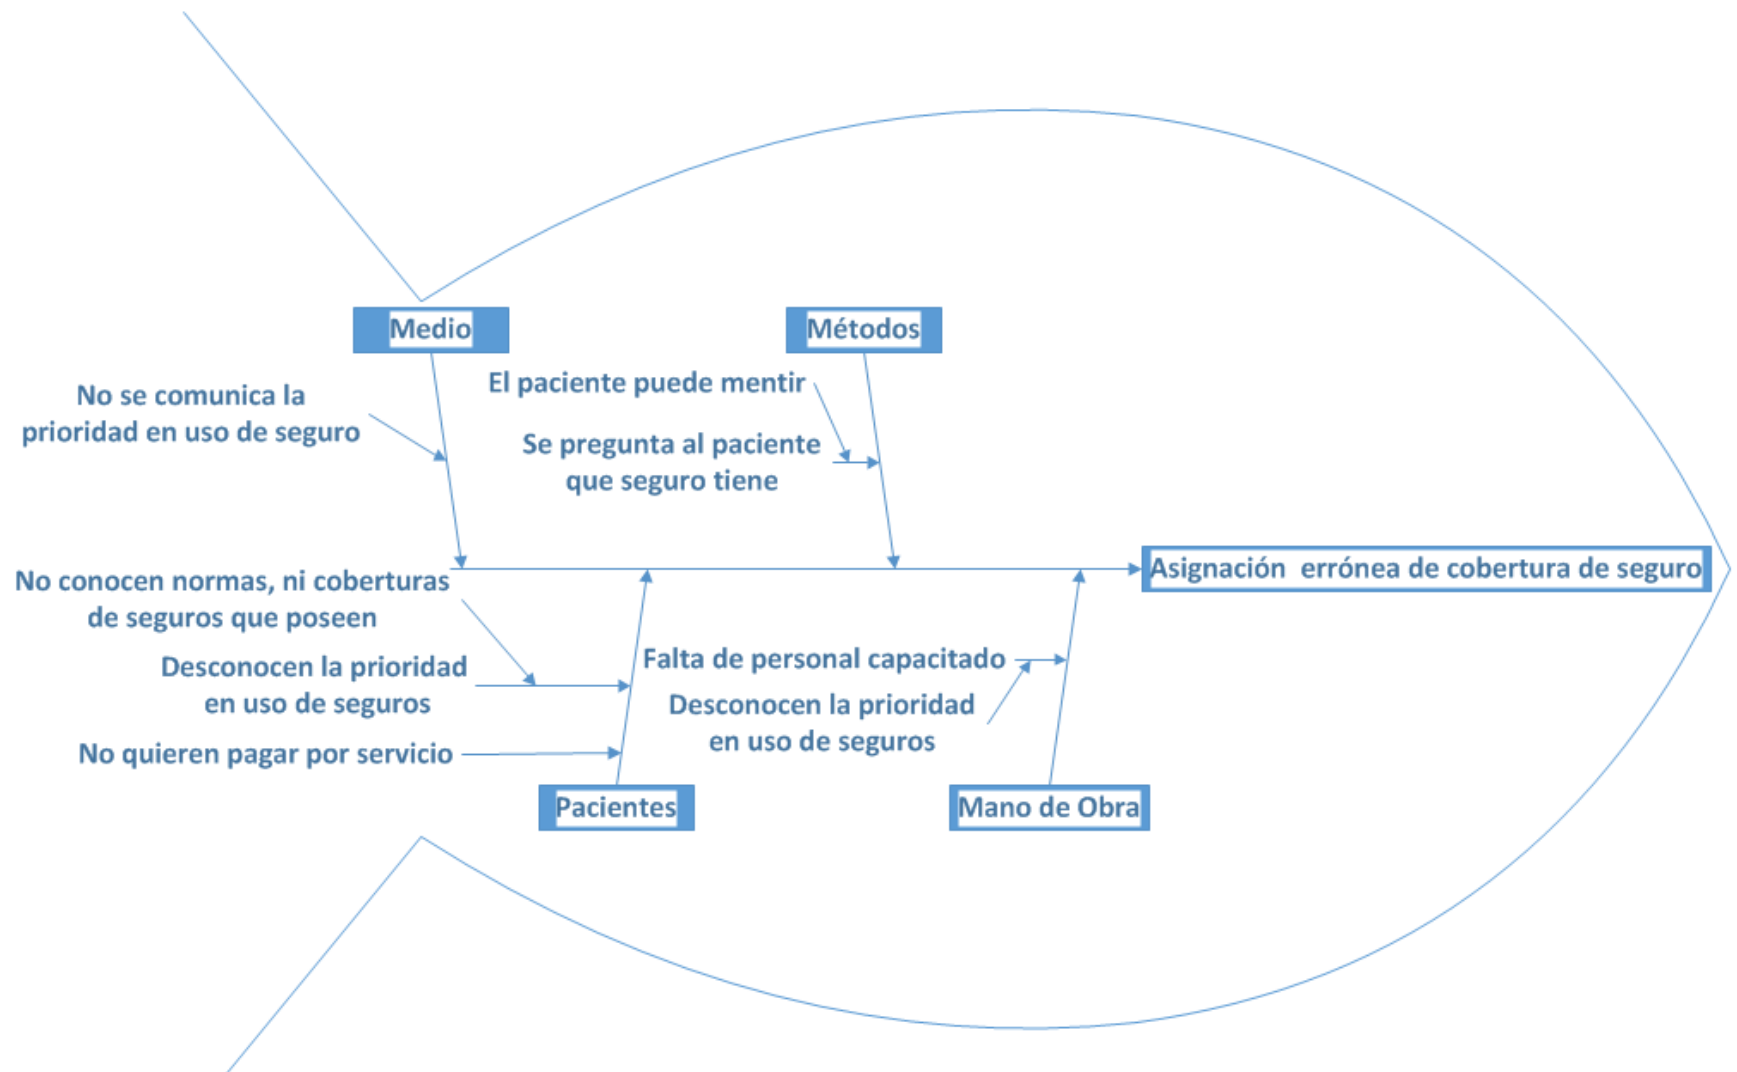 Medio
Métodos
No se comunica la
prioridad en uso de seguro
El paciente puede mentir
Se pregunta al paciente
que seguro tiene
Asignación errónea de cobertura de seguro
No conocen normas, ni coberturas
de seguros que poseen
Desconocen la prioridad
en uso de seguros
No quieren pagar por servicio
Falta de personal capacitado
Desconocen la prioridad
en uso de seguros
Pacientes
Mano de Obra